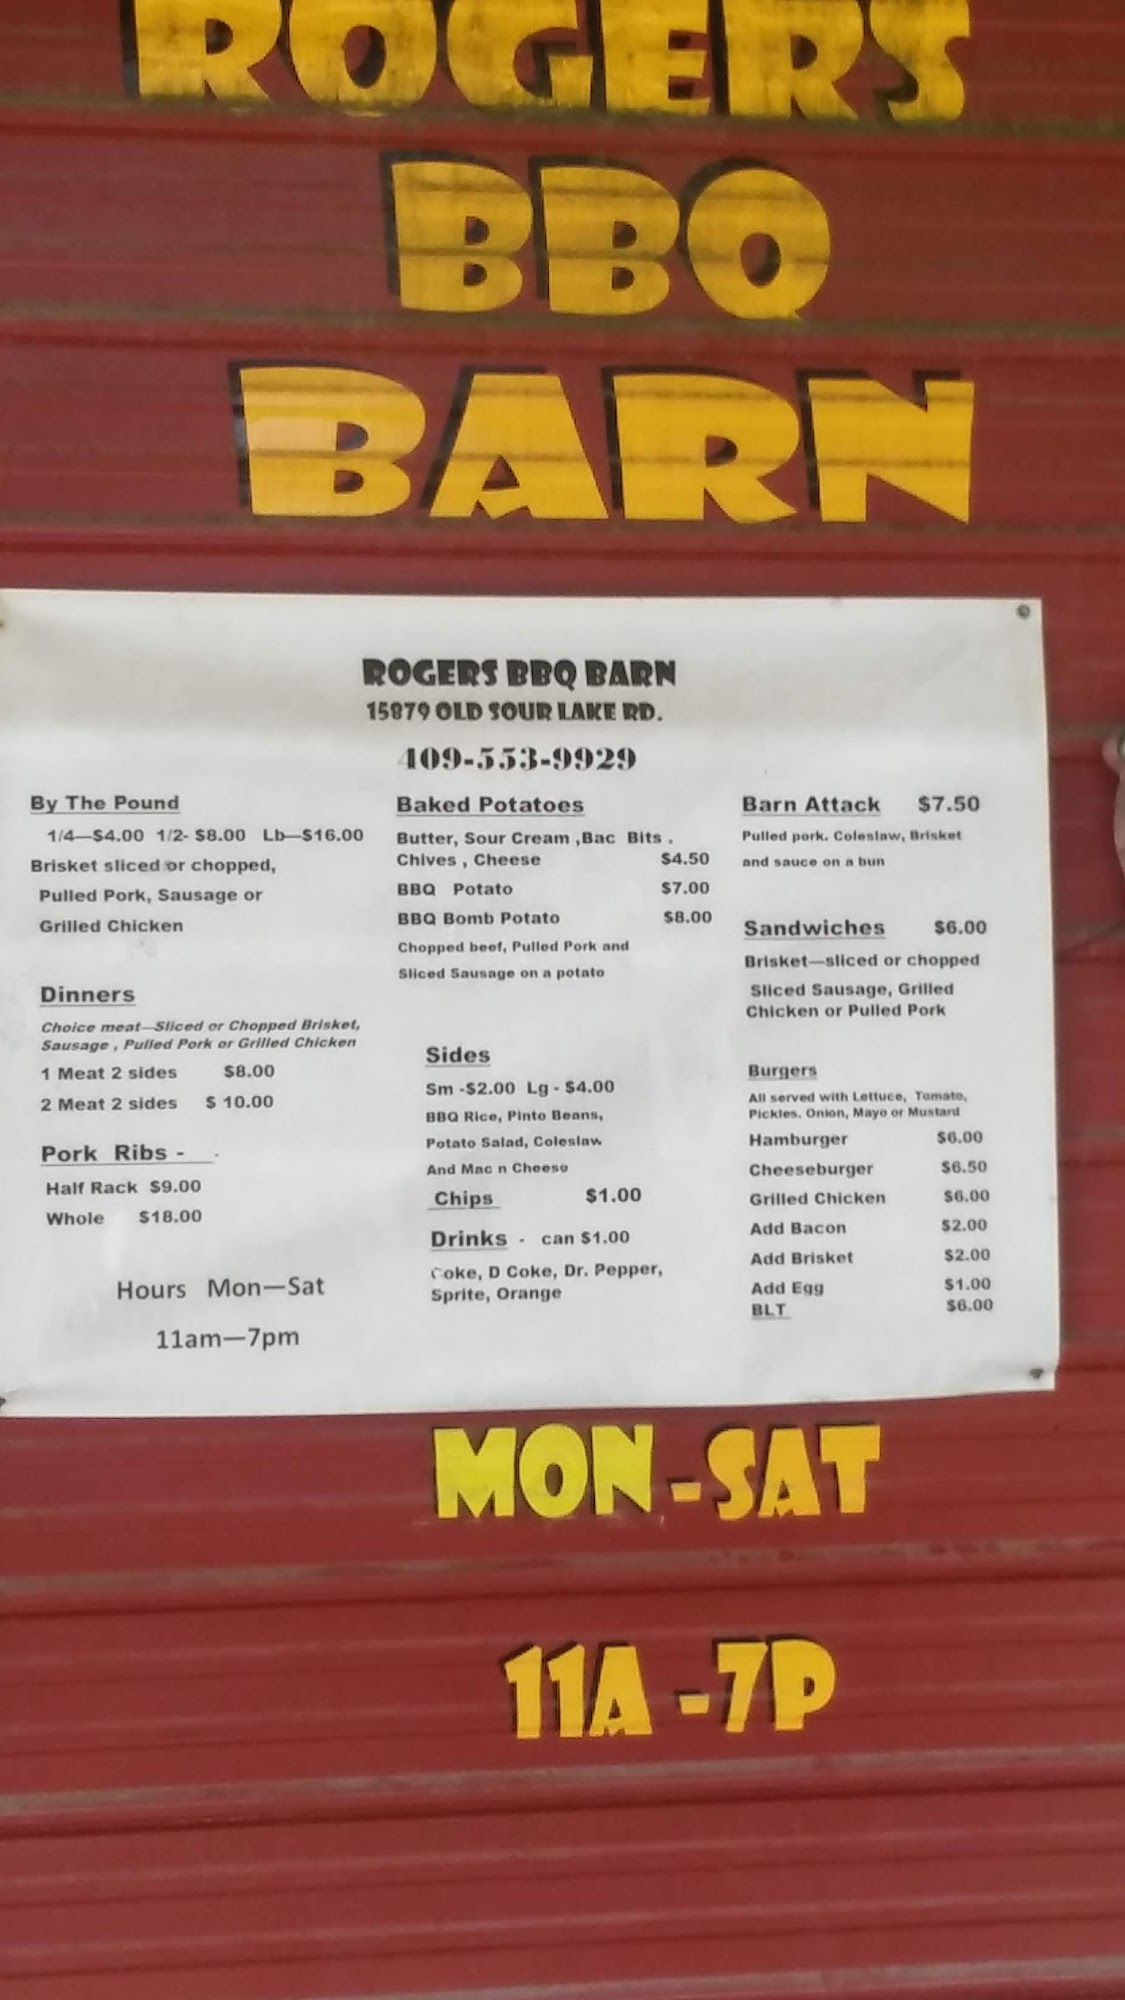 ROGERS
BBQ
BARN
ROGERS BBQ BARN
15879 OLD SOUR LAKE RD.
409-553-9929
By The Pound
1/4—$4.00 1/2- $8.00 Lb—$16.00
Brisket sliced or chopped,
Pulled Pork, Sausage or
Grilled Chicken
Dinners
Choice meat—Sliced or Chopped Brisket,
Sausage , Pulled Pork or Grilled Chicken
1 Meat 2 sides $8.00
2 Meat 2 sides $ 10.00
Pork Ribs -
Half Rack $9.00
Whole $18.00
Hours Mon—Sat
11am—7pm
Baked Potatoes
Butter, Sour Cream ,Bac Bits .
Chives , Cheese $4.50
BBQ Potato $7.00
BBQ Bomb Potato $8.00
Chopped beef, Pulled Pork and
Sliced Sausage on a potato
Sides
Sm -$2.00 Lg - $4.00
BBQ Rice, Pinto Beans,
Potato Salad, Coleslaw
And Mac n Cheese
Chips $1.00
Drinks - can $1.00
Coke, D Coke, Dr. Pepper,
Sprite, Orange
Barn Attack $7.50
Pulled pork. Coleslaw, Brisket
and sauce on a bun
Sandwiches $6.00
Brisket—sliced or chopped
Sliced Sausage, Grilled
Chicken or Pulled Pork
Burgers
All served with Lettuce, Tomato,
Pickles. Onion, Mayo or Mustard
Hamburger $6.00
Cheeseburger $6.50
Grilled Chicken $6.00
Add Bacon $2.00
Add Brisket $2.00
Add Egg $1.00
BLT $6.00
MON-SAT
11A-7P